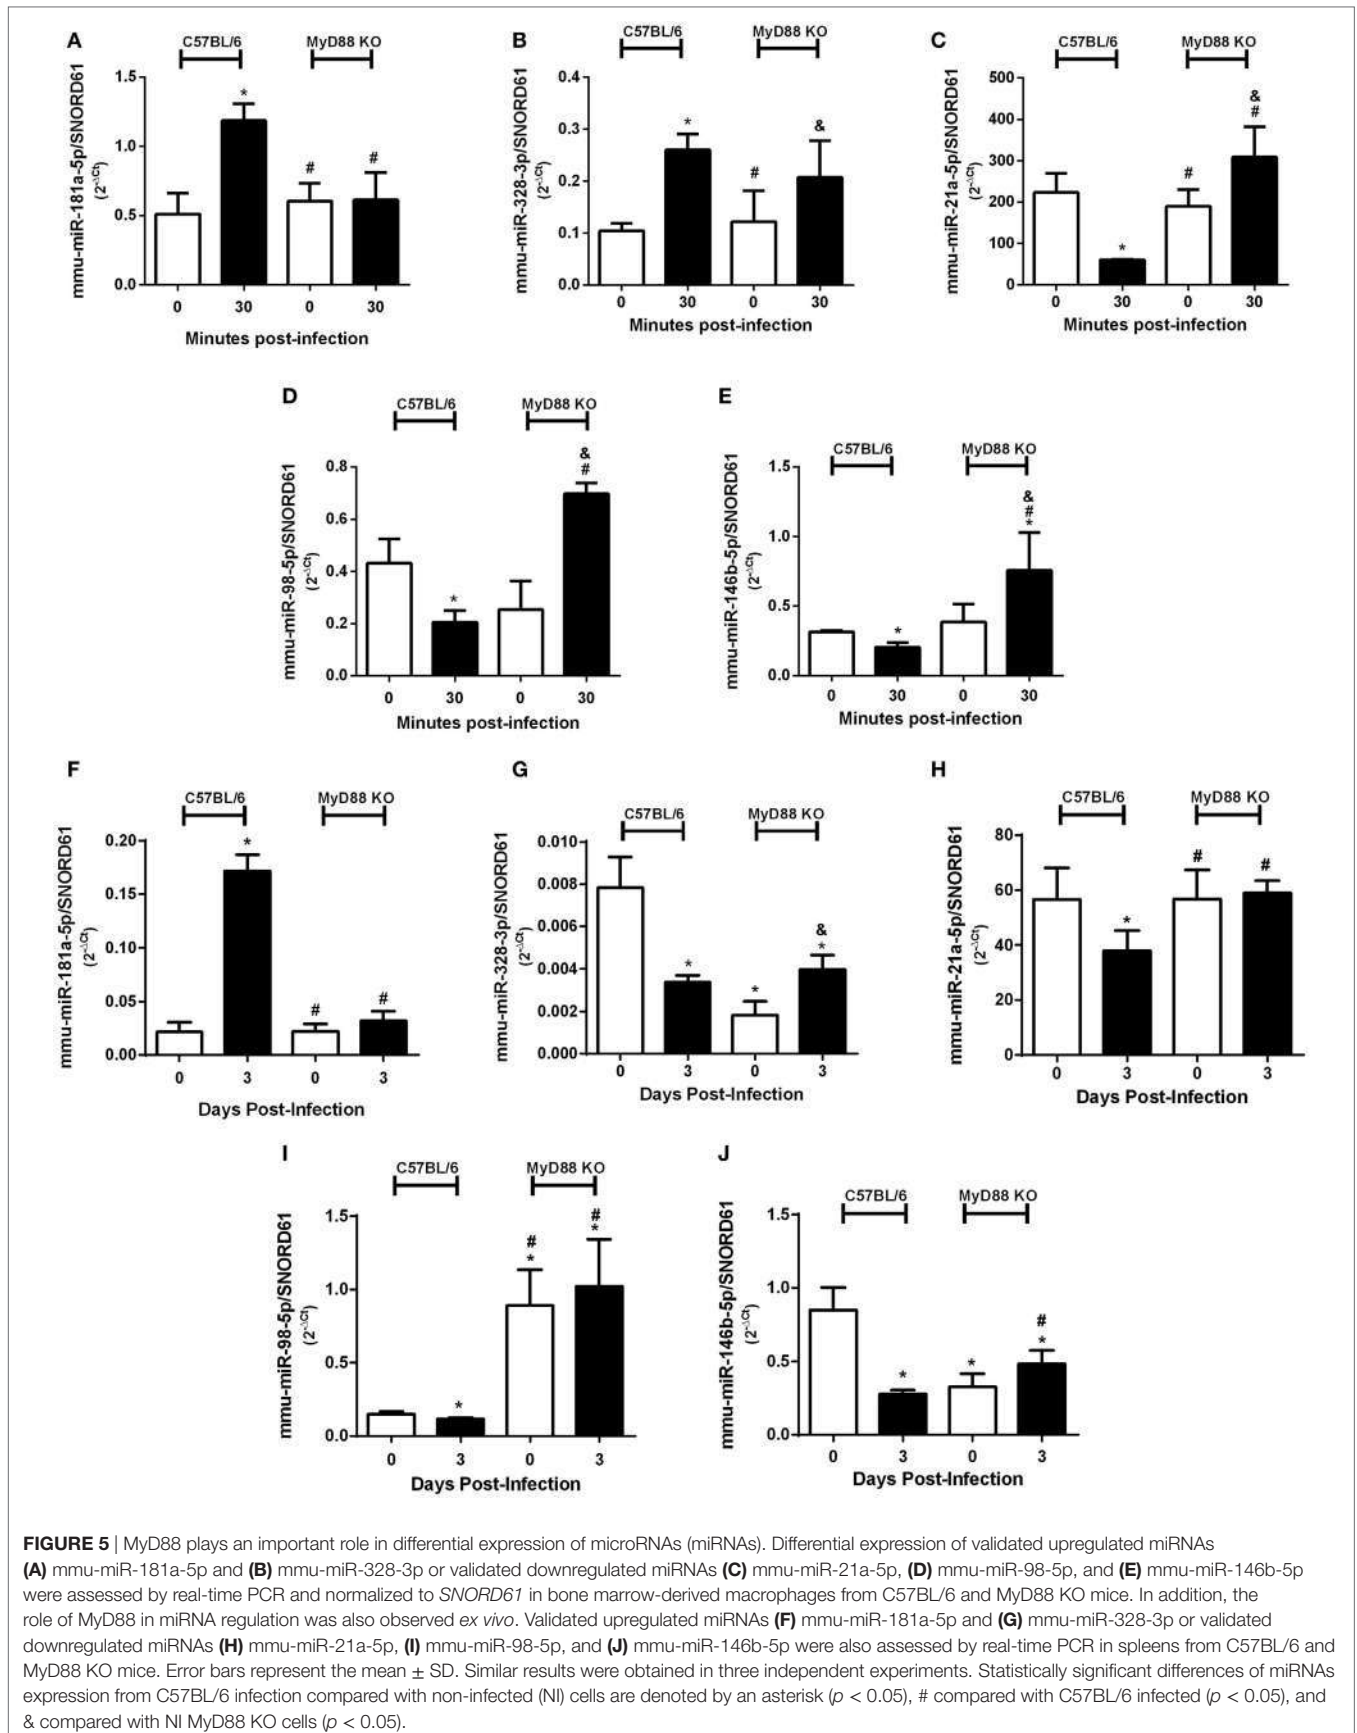 A
C57BL/6 MyD88 KO
mmu-miR-181a-5p/SNORD61
(2-ΔCt)
1.5
1.0
0.5
0.0
* # #
0 30 0 30
Minutes post-infection
B
C57BL/6 MyD88 KO
mmu-miR-328-3p/SNORD61
(2-ΔCt)
0.4
0.3
0.2
0.1
0.0
* # &
0 30 0 30
Minutes post-infection
C
C57BL/6 MyD88 KO
mmu-miR-21a-5p/SNORD61
(2-ΔCt)
500
400
300
200
100
0
* # &
#
0 30 0 30
Minutes post-infection
D
C57BL/6 MyD88 KO
mmu-miR-98-5p/SNORD61
(2-ΔCt)
0.8
0.6
0.4
0.2
0.0
* &
#
0 30 0 30
Minutes post-infection
E
C57BL/6 MyD88 KO
mmu-miR-146b-5p/SNORD61
(2-ΔCt)
1.5
1.0
0.5
0.0
* &
#
*
0 30 0 30
Minutes post-infection
F
C57BL/6 MyD88 KO
mmu-miR-181a-5p/SNORD61
(2-ΔCt)
0.20
0.15
0.10
0.05
0.00
* # #
0 3 0 3
Days Post-Infection
G
C57BL/6 MyD88 KO
mmu-miR-328-3p/SNORD61
(2-ΔCt)
0.010
0.008
0.006
0.004
0.002
0.000
* * &
*
0 3 0 3
Days Post-Infection
H
C57BL/6 MyD88 KO
mmu-miR-21a-5p/SNORD61
(2-ΔCt)
80
60
40
20
0
* # #
0 3 0 3
Days Post-Infection
I
C57BL/6 MyD88 KO
mmu-miR-98-5p/SNORD61
(2-ΔCt)
1.5
1.0
0.5
0.0
* #
* #
*
0 3 0 3
Days Post-Infection
J
C57BL/6 MyD88 KO
mmu-miR-146b-5p/SNORD61
(2-ΔCt)
1.5
1.0
0.5
0.0
* * #
*
0 3 0 3
Days Post-Infection
FIGURE 5 | MyD88 plays an important role in differential expression of microRNAs (miRNAs). Differential expression of validated upregulated miRNAs
(A) mmu-miR-181a-5p and (B) mmu-miR-328-3p or validated downregulated miRNAs (C) mmu-miR-21a-5p, (D) mmu-miR-98-5p, and (E) mmu-miR-146b-5p
were assessed by real-time PCR and normalized to SNORD61 in bone marrow-derived macrophages from C57BL/6 and MyD88 KO mice. In addition, the
role of MyD88 in miRNA regulation was also observed ex vivo. Validated upregulated miRNAs (F) mmu-miR-181a-5p and (G) mmu-miR-328-3p or validated
downregulated miRNAs (H) mmu-miR-21a-5p, (I) mmu-miR-98-5p, and (J) mmu-miR-146b-5p were also assessed by real-time PCR in spleens from C57BL/6 and
MyD88 KO mice. Error bars represent the mean ± SD. Similar results were obtained in three independent experiments. Statistically significant differences of miRNAs
expression from C57BL/6 infection compared with non-infected (NI) cells are denoted by an asterisk (p < 0.05), # compared with C57BL/6 infected (p < 0.05), and
& compared with NI MyD88 KO cells (p < 0.05).